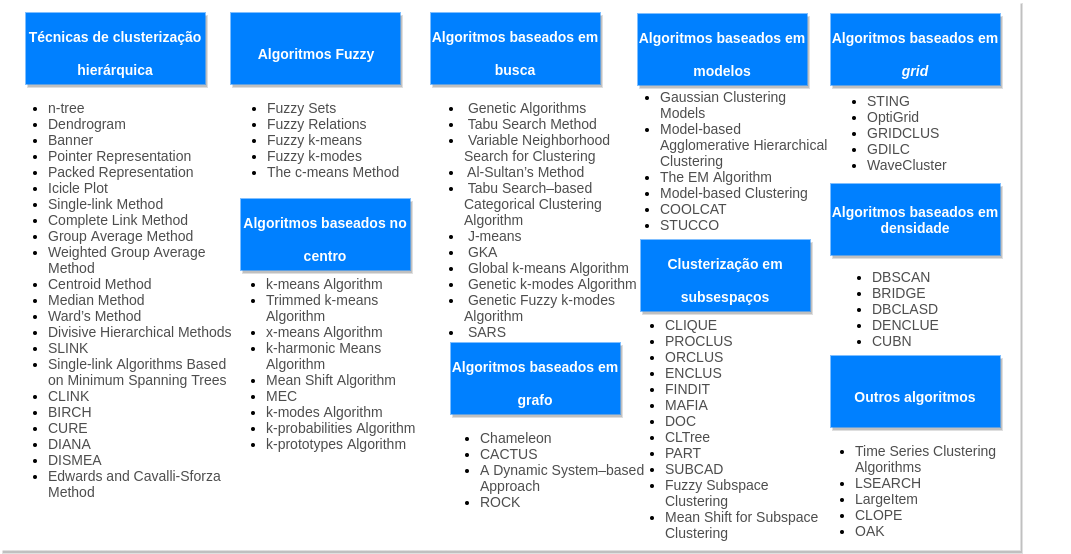 Técnicas de clusterização
hierárquica
n-tree
Dendrogram
Banner
Pointer Representation
Packed Representation
Icicle Plot
Single-link Method
Complete Link Method
Group Average Method
Weighted Group Average
Method
Centroid Method
Median Method
Ward’s Method
Divisive Hierarchical Methods
SLINK
Single-link Algorithms Based
on Minimum Spanning Trees
CLINK
BIRCH
CURE
DIANA
DISMEA
Edwards and Cavalli-Sforza
Method
Algoritmos Fuzzy
Fuzzy Sets
Fuzzy Relations
Fuzzy k-means
Fuzzy k-modes
The c-means Method
Algoritmos baseados no
centro
k-means Algorithm
Trimmed k-means
Algorithm
x-means Algorithm
k-harmonic Means
Algorithm
Mean Shift Algorithm
MEC
k-modes Algorithm
k-probabilities Algorithm
k-prototypes Algorithm
Algoritmos baseados em
busca
Genetic Algorithms
Tabu Search Method
Variable Neighborhood
Search for Clustering
Al-Sultan’s Method
Tabu Search–based
Categorical Clustering
Algorithm
J-means
GKA
Global k-means Algorithm
Genetic k-modes Algorithm
Genetic Fuzzy k-modes
Algorithm
SARS
Algoritmos baseados em
grafo
Chameleon
CACTUS
A Dynamic System–based
Approach
ROCK
Algoritmos baseados em
modelos
Gaussian Clustering
Models
Model-based
Agglomerative Hierarchical
Clustering
The EM Algorithm
Model-based Clustering
COOLCAT
STUCCO
Clusterização em
subsespaços
CLIQUE
PROCLUS
ORCLUS
ENCLUS
FINDIT
MAFIA
DOC
CLTree
PART
SUBCAD
Fuzzy Subspace
Clustering
Mean Shift for Subspace
Clustering
Algoritmos baseados em
grid
STING
OptiGrid
GRIDCLUS
GDILC
WaveCluster
Algoritmos baseados em
densidade
DBSCAN
BRIDGE
DBCLASD
DENCLUE
CUBN
Outros algoritmos
Time Series Clustering
Algorithms
LSEARCH
LargeItem
CLOPE
OAK